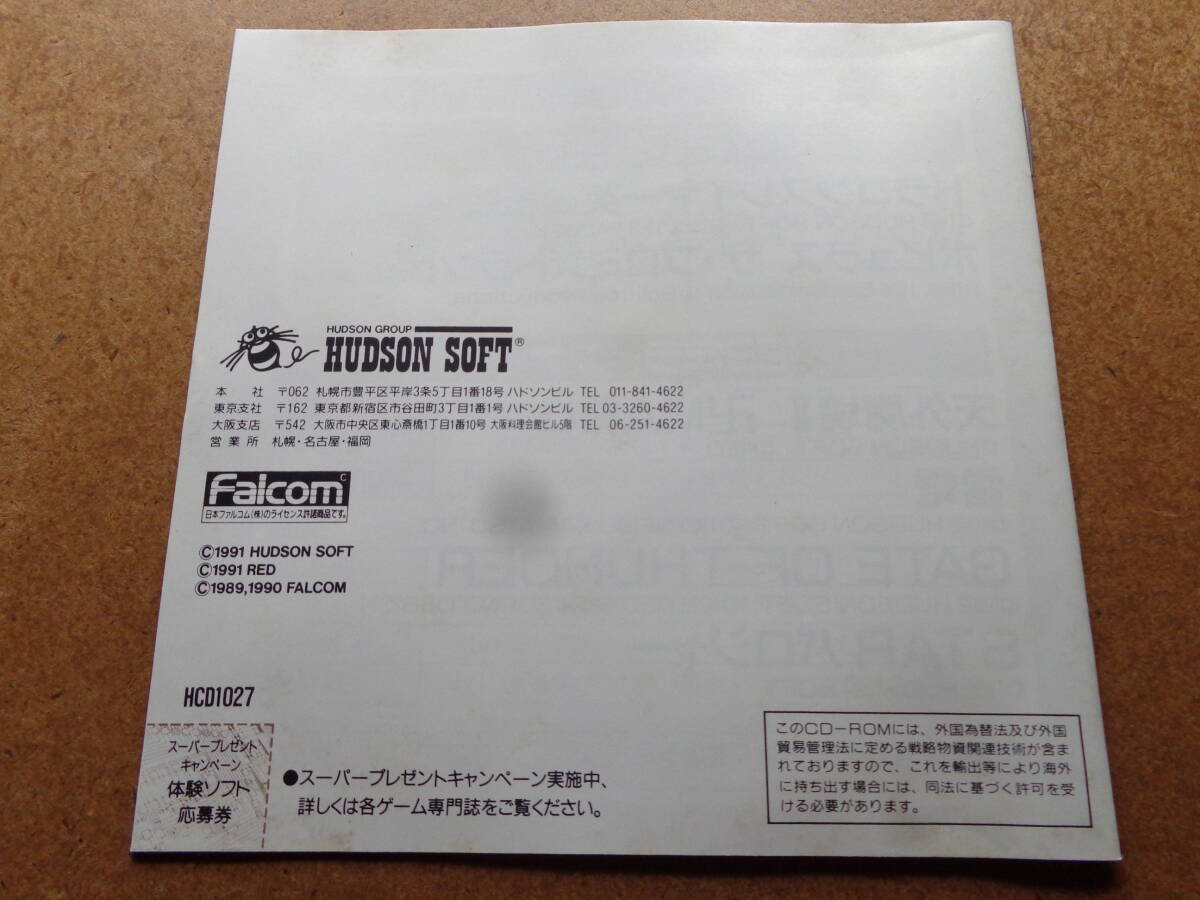 HUDSON GROUP
HUDSON SOFT®
本 社 〒062 札幌市豊平区平岸3条5丁目1番18号 ハドソンビル TEL 011-841-4622
東京支社 〒162 東京都新宿区市谷田町3丁目1番1号 ハドソンビル TEL 03-3260-4622
大阪支店 〒542 大阪市中央区東心斎橋1丁目1番10号 大阪料理会館ビル5階 TEL 06-251-4622
営業所 札幌・名古屋・福岡
Falcom
日本ファルコム(株)のライセンス許諾商品です。
©1991 HUDSON SOFT
©1991 RED
©1989,1990 FALCOM
HCD1027
スーパープレゼント
キャンペーン
体験ソフト
応募券
●スーパープレゼントキャンペーン実施中、
詳しくは各ゲーム専門誌をご覧ください。
このCD-ROMには、外国為替法及び外国
貿易管理法に定める戦略物資関連技術が含ま
れておりますので、これを輸出等により海外
に持ち出す場合には、同法に基づく許可を受
ける必要があります。